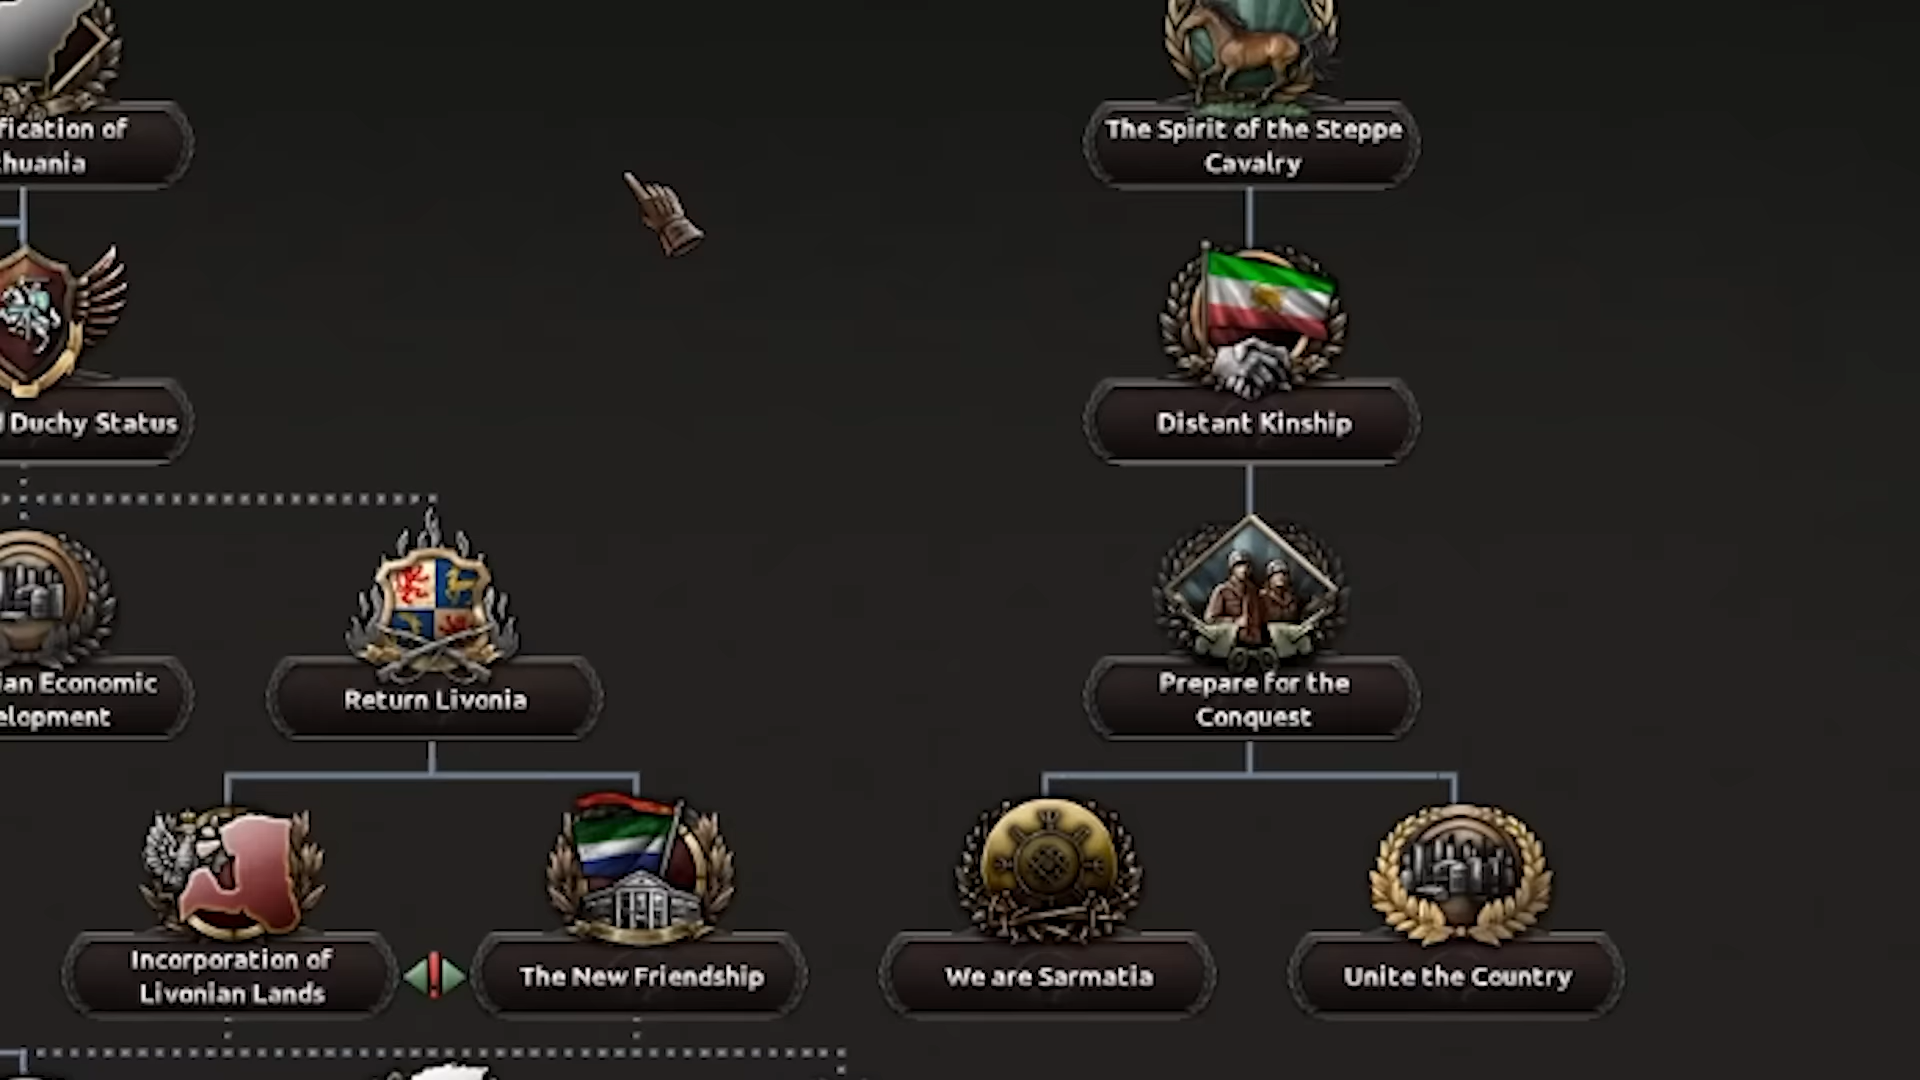 fication of
huania
The Spirit of the Steppe
Cavalry
Duchy Status
Distant Kinship
ian Economic
elopment
Return Livonia
Prepare for the
Conquest
Incorporation of
Livonian Lands
The New Friendship
We are Sarmatia
Unite the Country